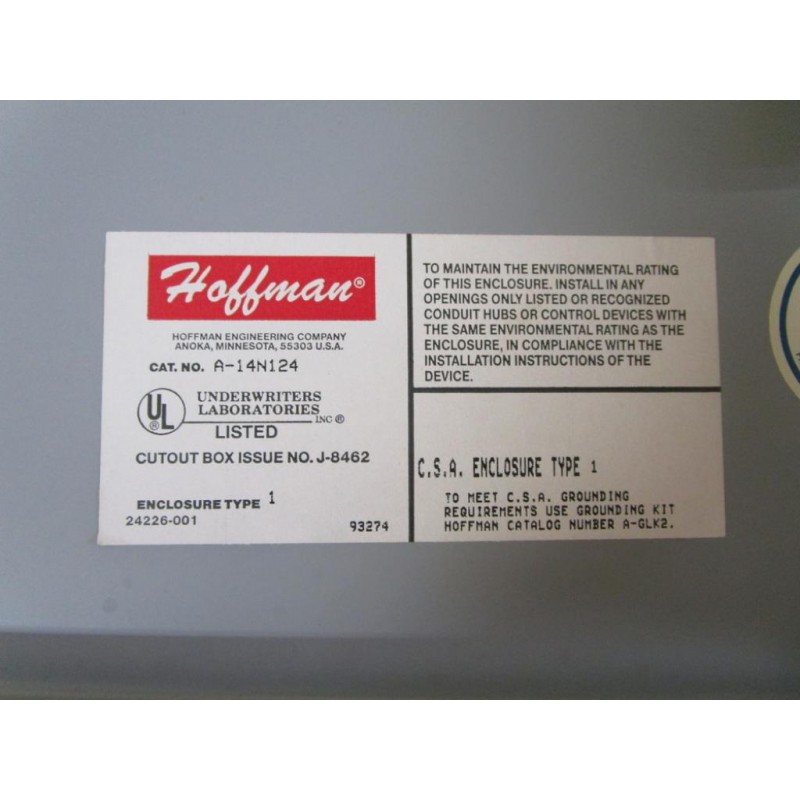 Hoffman®
HOFFMAN ENGINEERING COMPANY
ANOKA, MINNESOTA, 55303 U.S.A.
CAT. NO. A-14N124
UL
UNDERWRITERS
LABORATORIES
INC ®
LISTED
CUTOUT BOX ISSUE NO. J-8462
ENCLOSURE TYPE 1
24226-001
93274
TO MAINTAIN THE ENVIRONMENTAL RATING
OF THIS ENCLOSURE. INSTALL IN ANY
OPENINGS ONLY LISTED OR RECOGNIZED
CONDUIT HUBS OR CONTROL DEVICES WITH
THE SAME ENVIRONMENTAL RATING AS THE
ENCLOSURE, IN COMPLIANCE WITH THE
INSTALLATION INSTRUCTIONS OF THE
DEVICE.
C.S.A. ENCLOSURE TYPE 1
TO MEET C.S.A. GROUNDING
REQUIREMENTS USE GROUNDING KIT
HOFFMAN CATALOG NUMBER A-GLK2.